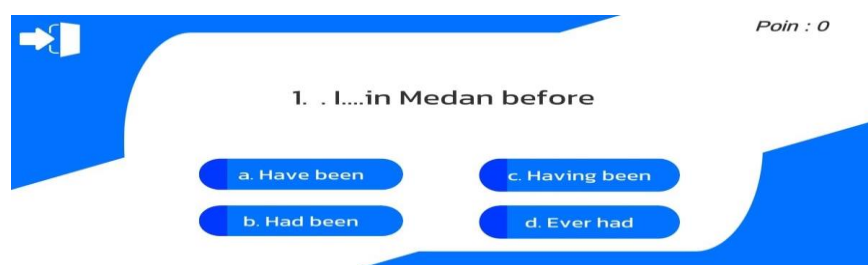 Poin : 0
1. . I....in Medan before
a. Have been
c. Having been
b. Had been
d. Ever had